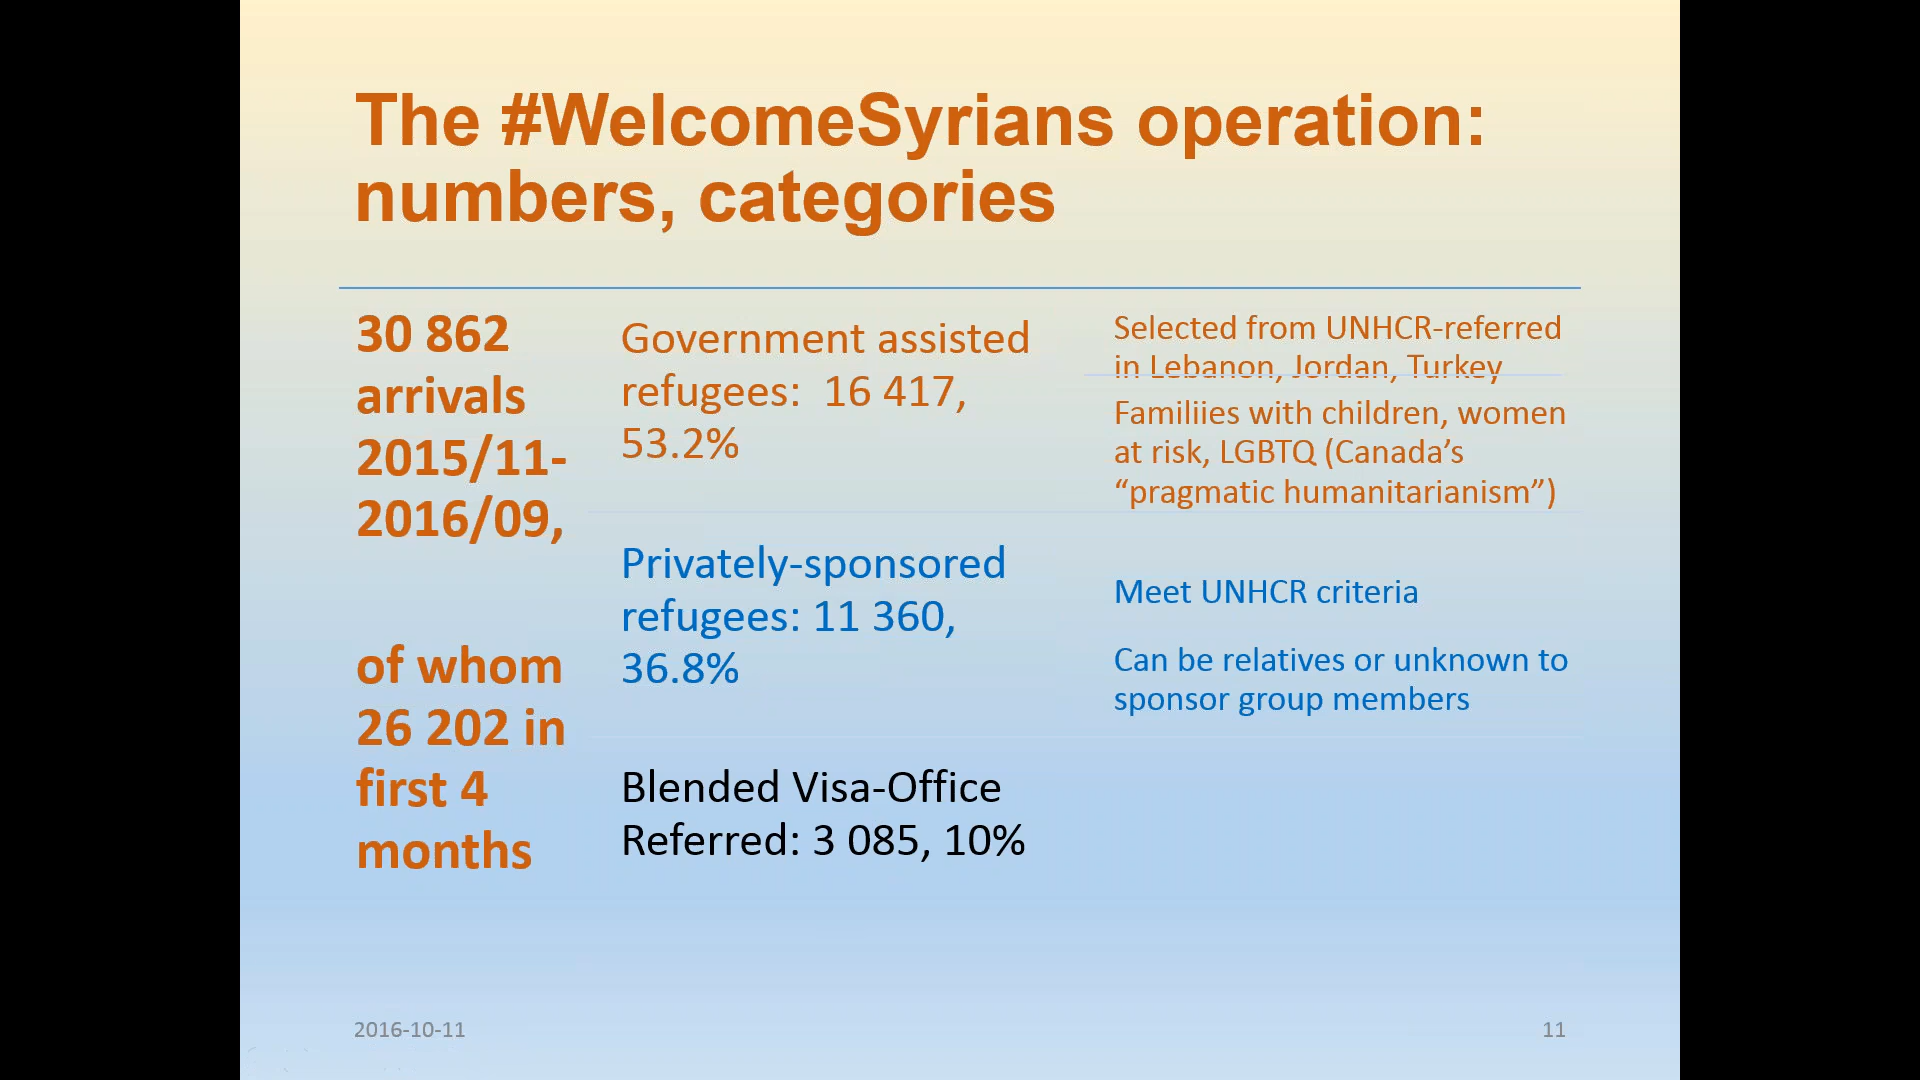 The #WelcomeSyrians operation:
numbers, categories
30 862
arrivals
2015/11-
2016/09,
of whom
26 202 in
first 4
months
Government assisted
refugees:  16 417,
53.2%
Privately-sponsored
refugees: 11 360,
36.8%
Blended Visa-Office
Referred: 3 085, 10%
Selected from UNHCR-referred
in Lebanon, Jordan, Turkey
Familiies with children, women
at risk, LGBTQ (Canada’s
“pragmatic humanitarianism”)
Meet UNHCR criteria
Can be relatives or unknown to
sponsor group members
2016-10-11
11